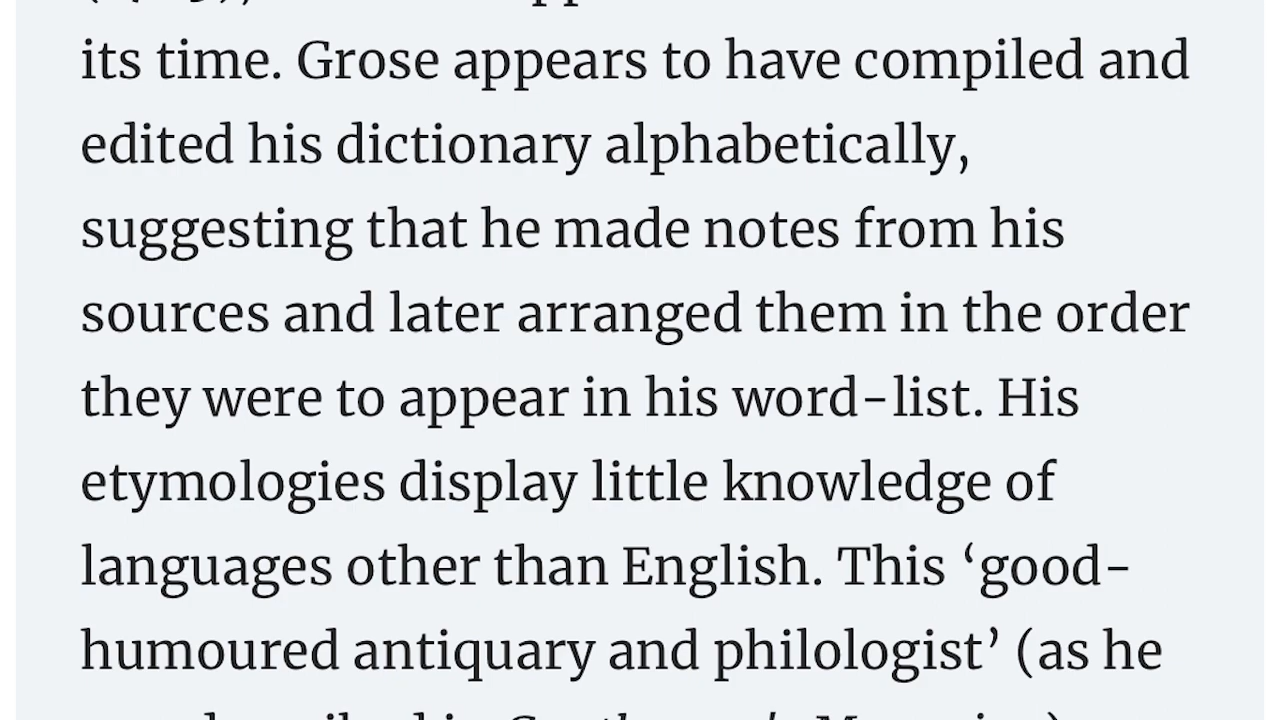 its time. Grose appears to have compiled and
edited his dictionary alphabetically,
suggesting that he made notes from his
sources and later arranged them in the order
they were to appear in his word-list. His
etymologies display little knowledge of
languages other than English. This ‘good-
humoured antiquary and philologist’ (as he